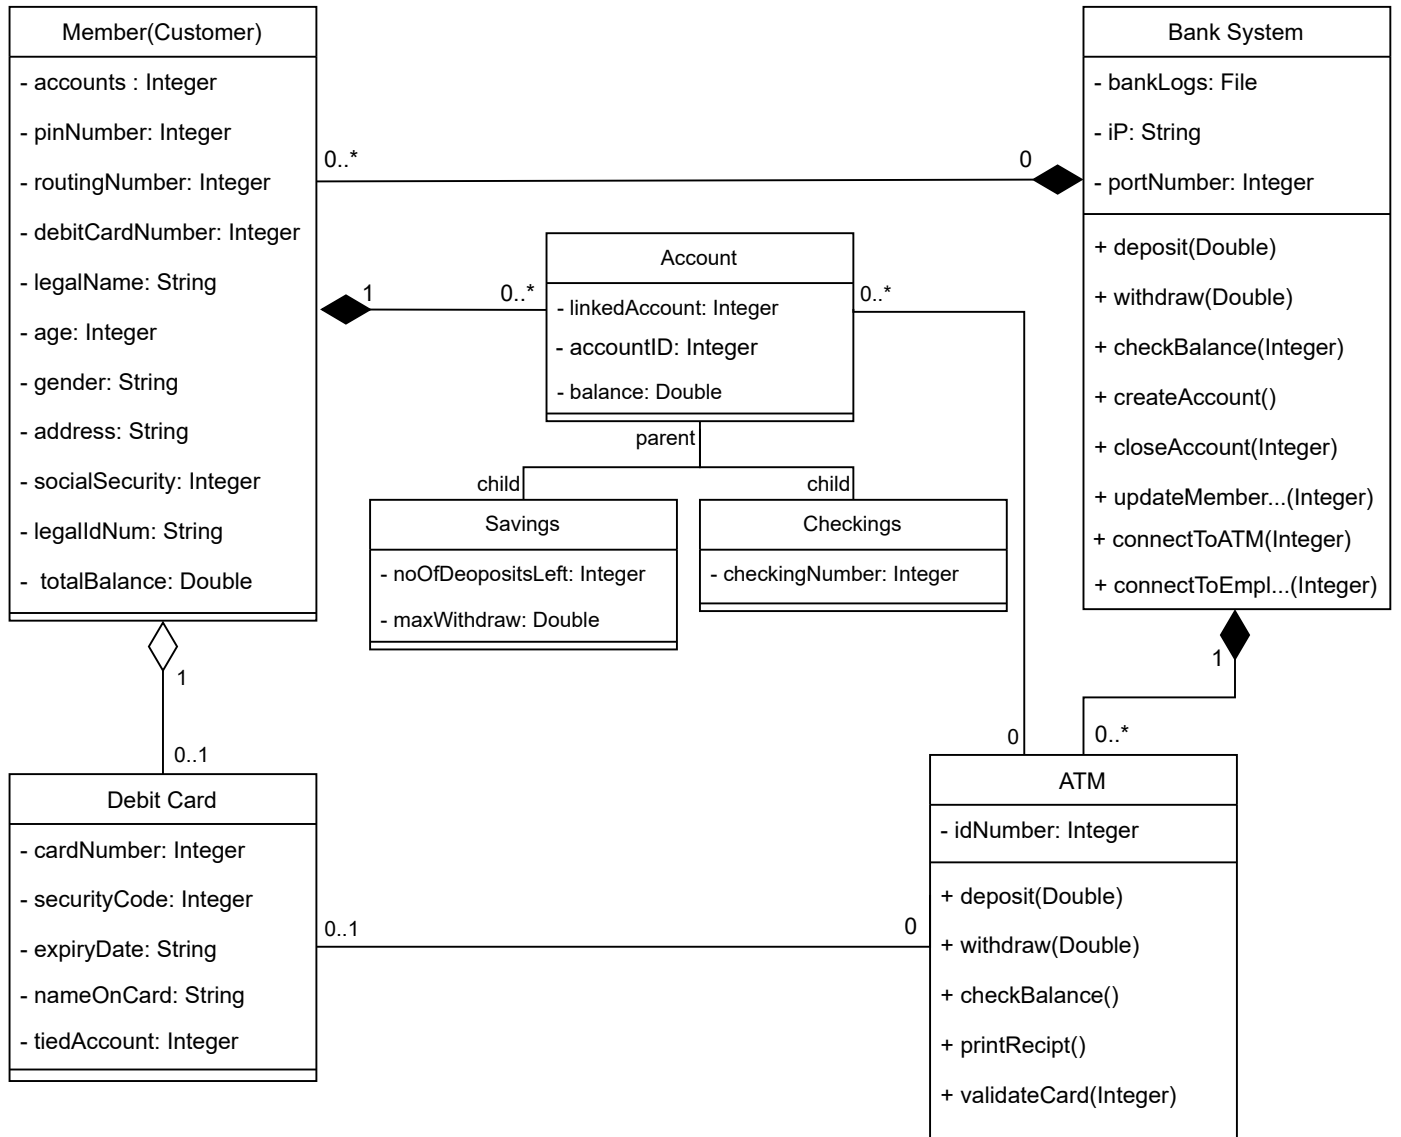 Member(Customer)
- accounts : Integer
- pinNumber: Integer
- routingNumber: Integer
- debitCardNumber: Integer
- legalName: String
- age: Integer
- gender: String
- address: String
- socialSecurity: Integer
- legalIdNum: String
- totalBalance: Double
0..*
0
Bank System
- bankLogs: File
- iP: String
- portNumber: Integer
+ deposit(Double)
+ withdraw(Double)
+ checkBalance(Integer)
+ createAccount()
+ closeAccount(Integer)
+ updateMember...(Integer)
+ connectToATM(Integer)
+ connectToEmpl...(Integer)
1
0..*
Account
- linkedAccount: Integer
- accountID: Integer
- balance: Double
0..*
parent
child
child
Savings
- noOfDeopositsLeft: Integer
- maxWithdraw: Double
Checkings
- checkingNumber: Integer
1
0..1
1
0
0..*
Debit Card
- cardNumber: Integer
- securityCode: Integer
- expiryDate: String
- nameOnCard: String
- tiedAccount: Integer
0..1
0
ATM
- idNumber: Integer
+ deposit(Double)
+ withdraw(Double)
+ checkBalance()
+ printRecipt()
+ validateCard(Integer)